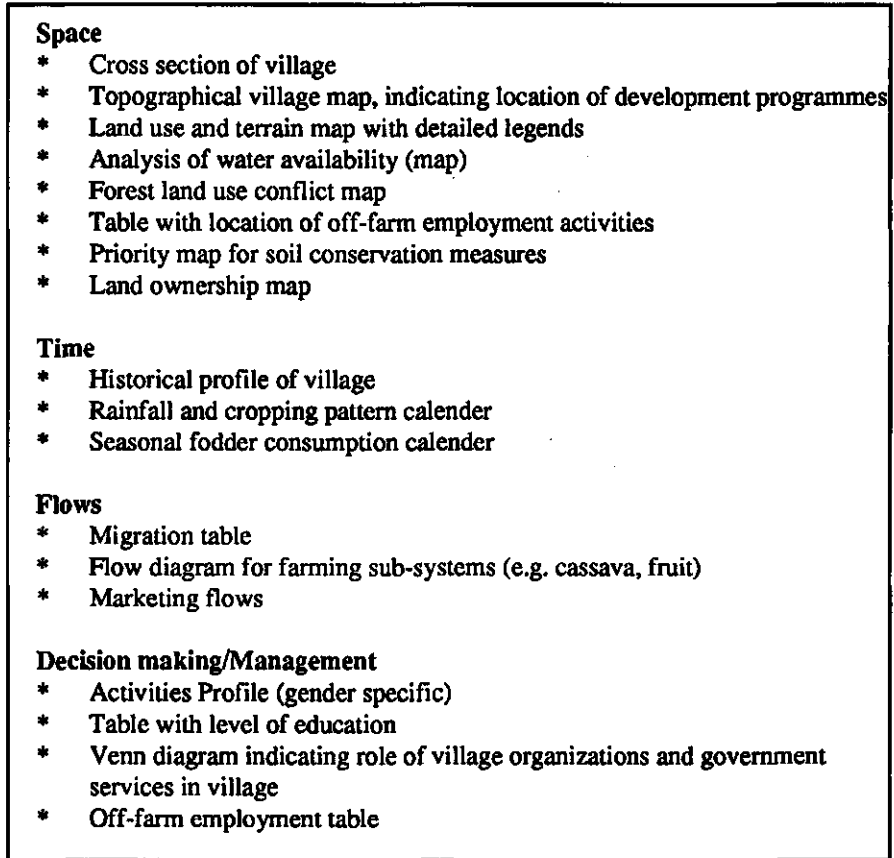 Space
* Cross section of village
* Topographical village map, indicating location of development programmes
* Land use and terrain map with detailed legends
* Analysis of water availability (map)
* Forest land use conflict map
* Table with location of off-farm employment activities
* Priority map for soil conservation measures
* Land ownership map
Time
* Historical profile of village
* Rainfall and cropping pattern calender
* Seasonal fodder consumption calender
Flows
* Migration table
* Flow diagram for farming sub-systems (e.g. cassava, fruit)
* Marketing flows
Decision making/Management
* Activities Profile (gender specific)
* Table with level of education
* Venn diagram indicating role of village organizations and government
services in village
* Off-farm employment table